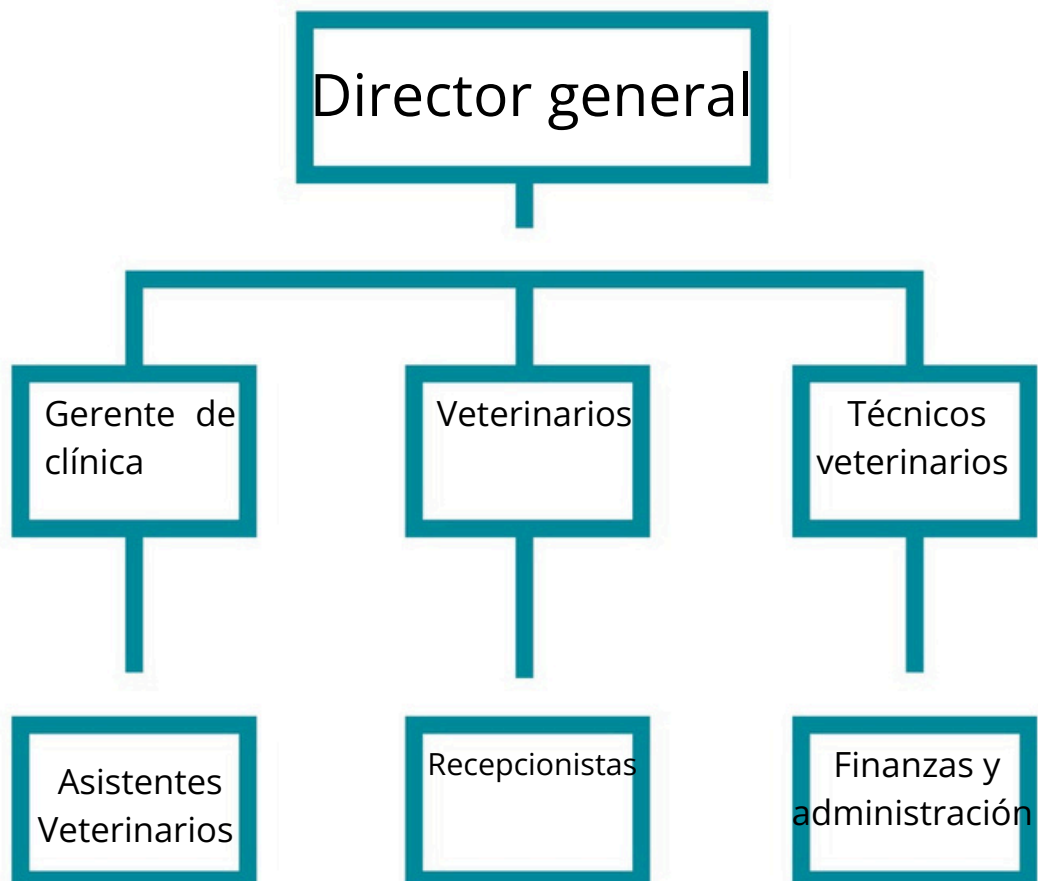 Director general
Gerente de
clínica
Veterinarios
Técnicos
veterinarios
Asistentes
Veterinarios
Recepcionistas
Finanzas y
administración